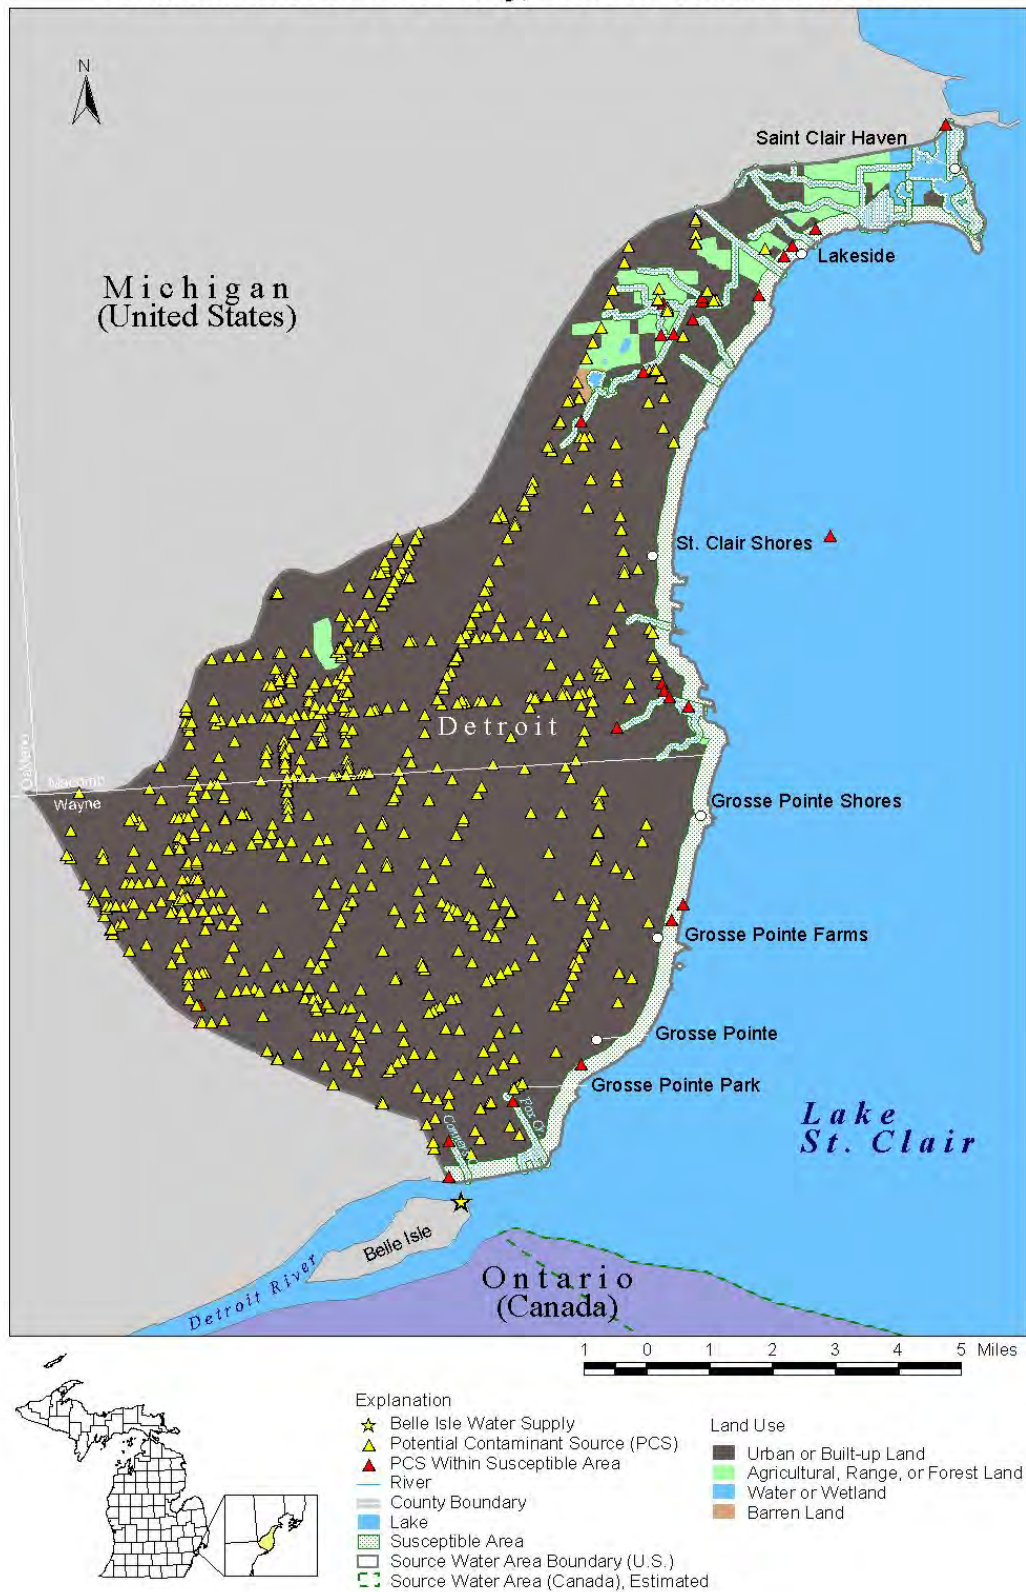 N
Saint Clair Haven
Lakeside
Michigan
(United States)
St. Clair Shores
Detroit
Macomb
Wayne
Grosse Pointe Shores
Grosse Pointe Farms
Grosse Pointe
Grosse Pointe Park
Fox Cr.
Lake
St. Clair
Belle Isle
Detroit River
Ontario
(Canada)
1 0 1 2 3 4 5 Miles
Explanation
Belle Isle Water Supply
Potential Contaminant Source (PCS)
PCS Within Susceptible Area
River
County Boundary
Lake
Susceptible Area
Source Water Area Boundary (U.S.)
Source Water Area (Canada), Estimated
Land Use
Urban or Built-up Land
Agricultural, Range, or Forest Land
Water or Wetland
Barren Land